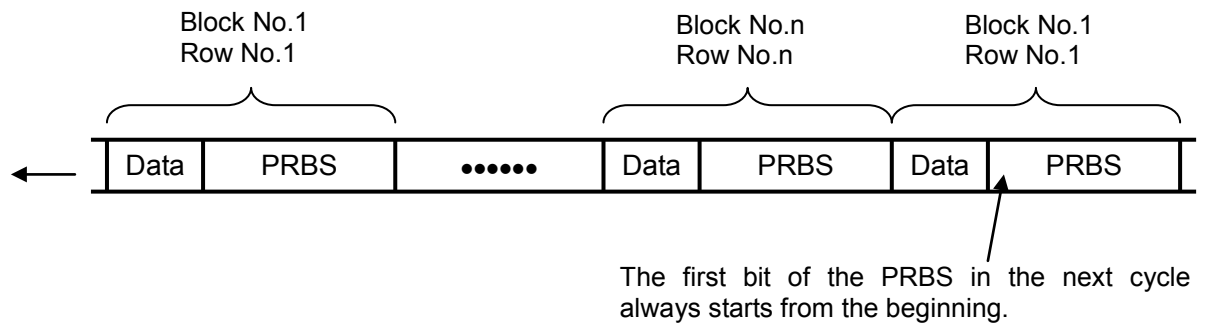 Block No.1
Row No.1
Block No.n
Row No.n
Block No.1
Row No.1
Data PRBS •••••• Data PRBS Data PRBS
The first bit of the PRBS in the next cycle
always starts from the beginning.